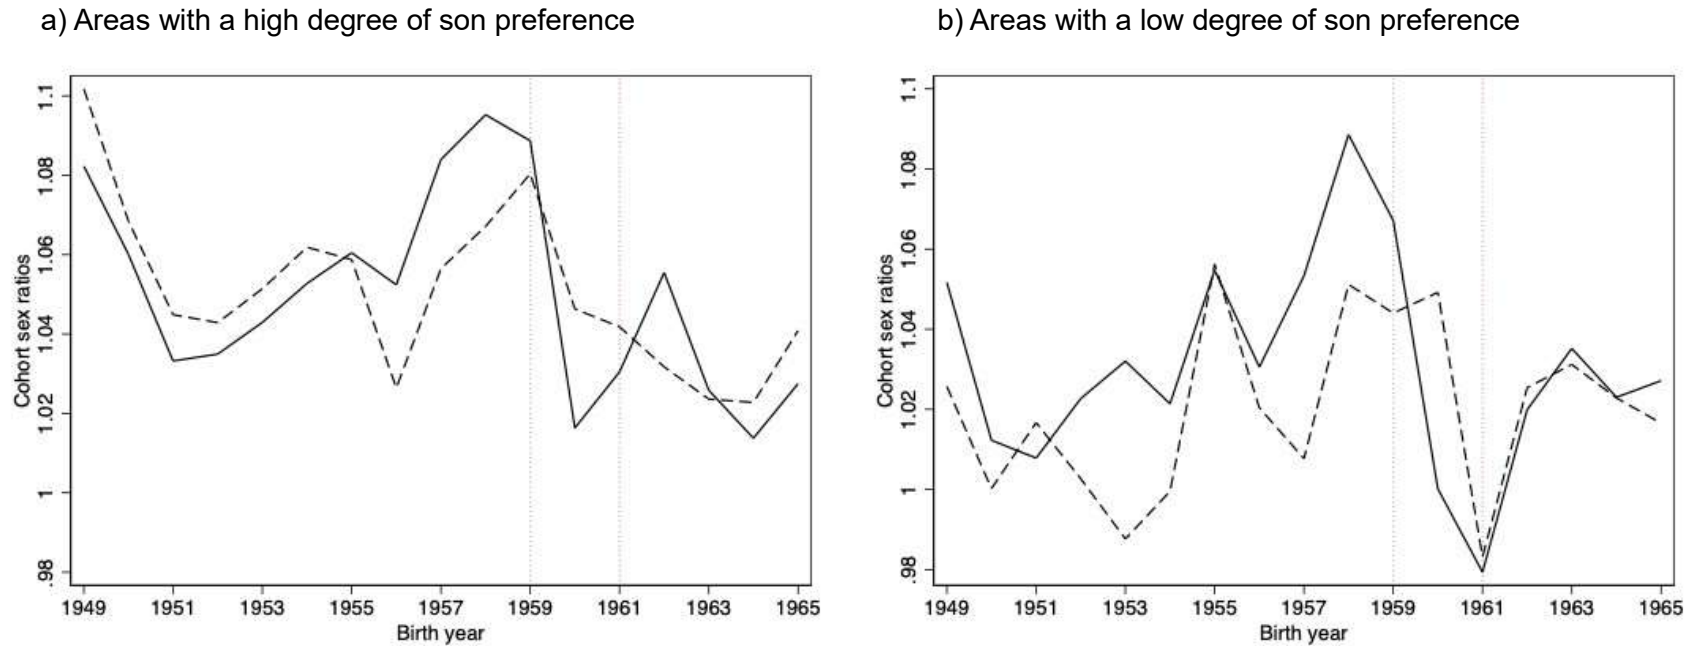 a) Areas with a high degree of son preference
Cohort sex ratios
1.1
1.08
1.06
1.04
1.02
1
.98
1949 1951 1953 1955 1957 1959 1961 1963 1965
Birth year
b) Areas with a low degree of son preference
Cohort sex ratios
1.1
1.08
1.06
1.04
1.02
1
.98
1949 1951 1953 1955 1957 1959 1961 1963 1965
Birth year